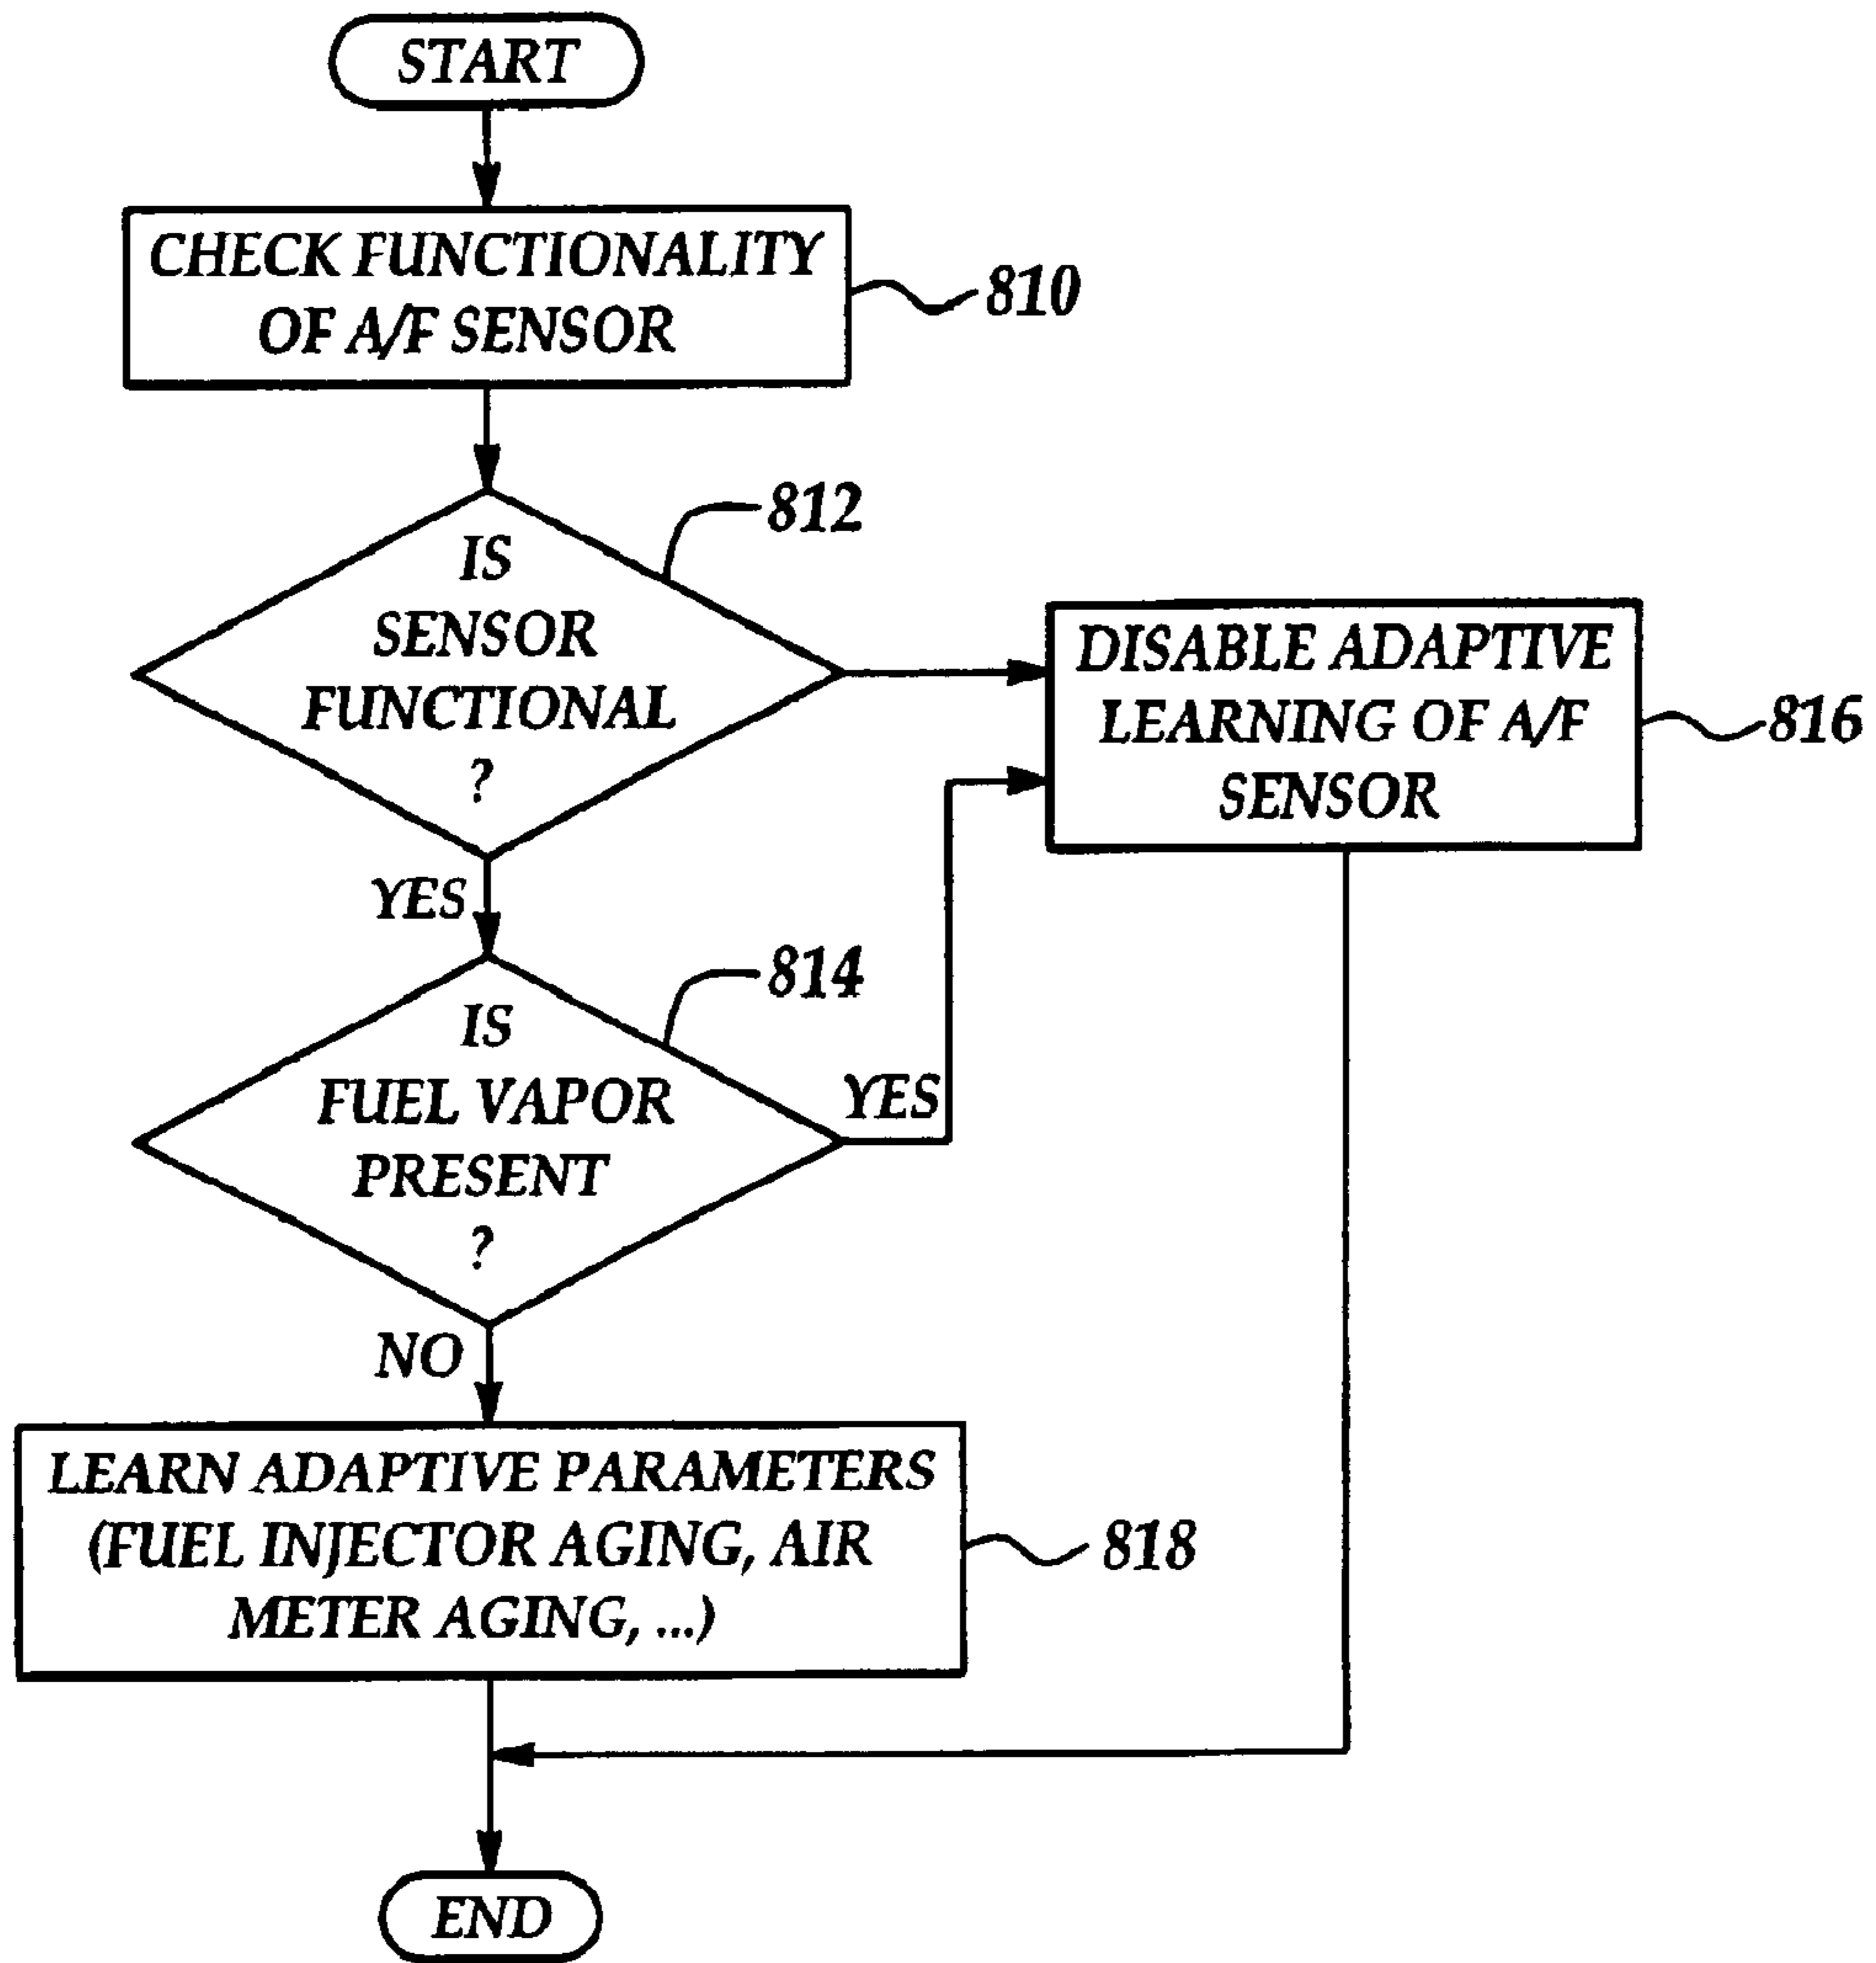 START
CHECK FUNCTIONALITY
OF A/F SENSOR
810
812
IS
SENSOR
FUNCTIONAL
?
DISABLE ADAPTIVE
LEARNING OF A/F
SENSOR
816
YES
814
IS
FUEL VAPOR
PRESENT
?
YES
NO
LEARN ADAPTIVE PARAMETERS
(FUEL INJECTOR AGING, AIR
METER AGING, ...)
818
END